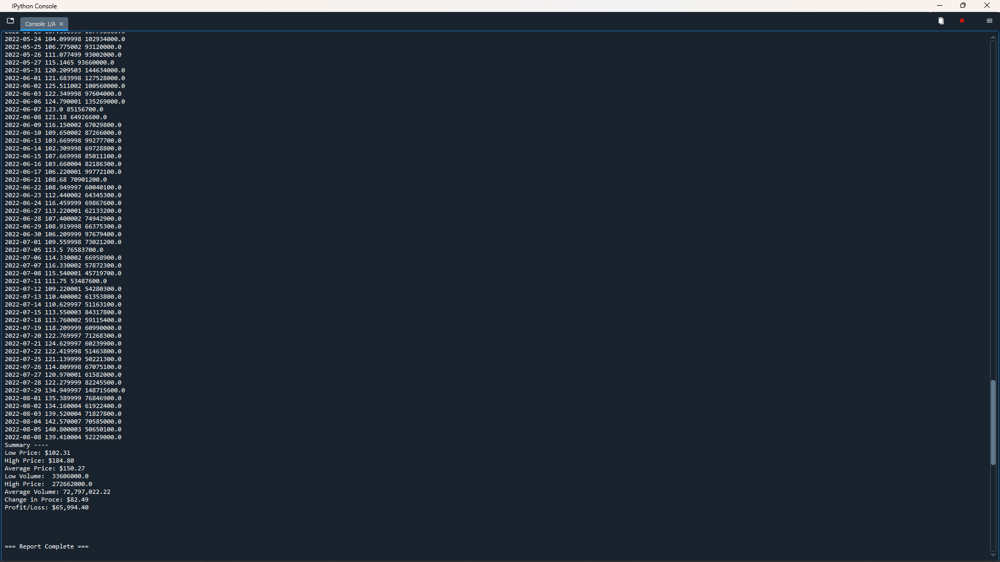 IPython Console
Console 1/A
2022-05-24 104.099998 102934000.0
2022-05-25 106.775002 93120000.0
2022-05-26 111.077499 93002000.0
2022-05-27 115.1465 93660000.0
2022-05-31 120.209503 144634000.0
2022-06-01 121.683998 127528000.0
2022-06-02 125.511002 100560000.0
2022-06-03 122.349998 97604000.0
2022-06-06 124.790001 135269000.0
2022-06-07 123.0 85156700.0
2022-06-08 121.18 64926600.0
2022-06-09 116.150002 67029800.0
2022-06-10 109.650002 87266000.0
2022-06-13 103.669998 99277700.0
2022-06-14 102.309998 69728800.0
2022-06-15 107.669998 85011100.0
2022-06-16 103.660004 82186300.0
2022-06-17 106.220001 99772100.0
2022-06-21 108.68 70901200.0
2022-06-22 108.949997 60040100.0
2022-06-23 112.440002 64345300.0
2022-06-24 116.459999 69867600.0
2022-06-27 113.220001 62133200.0
2022-06-28 107.400002 74942900.0
2022-06-29 108.919998 66375300.0
2022-06-30 106.209999 97679400.0
2022-07-01 109.559998 73021200.0
2022-07-05 113.5 76583700.0
2022-07-06 114.330002 66958900.0
2022-07-07 116.330002 57872300.0
2022-07-08 115.540001 45719700.0
2022-07-11 111.75 53487600.0
2022-07-12 109.220001 54280300.0
2022-07-13 110.400002 61353800.0
2022-07-14 110.629997 51163100.0
2022-07-15 113.550003 84317800.0
2022-07-18 113.760002 59115400.0
2022-07-19 118.209999 60990000.0
2022-07-20 122.769997 71268300.0
2022-07-21 124.629997 60239900.0
2022-07-22 122.419998 51463800.0
2022-07-25 121.139999 50221300.0
2022-07-26 114.809998 67075100.0
2022-07-27 120.970001 61582000.0
2022-07-28 122.279999 82245500.0
2022-07-29 134.949997 148715600.0
2022-08-01 135.389999 76846900.0
2022-08-02 134.160004 61922400.0
2022-08-03 139.520004 71827800.0
2022-08-04 142.570007 70585000.0
2022-08-05 140.800003 50650100.0
2022-08-08 139.410004 52229000.0
Summary ----
Low Price: $102.31
High Price: $184.80
Average Price: $150.27
Low Volume:  33606000.0
High Price:  272662000.0
Average Volume: 72,797,022.22
Change in Proce: $82.49
Profit/Loss: $65,994.40
=== Report Complete ===